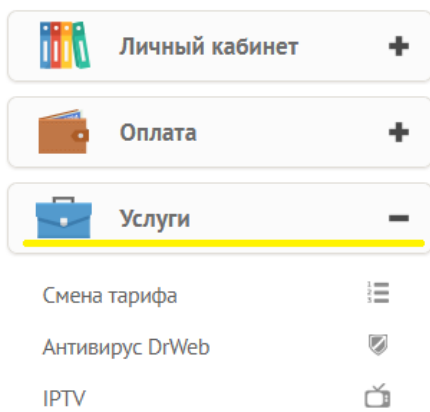 Личный кабинет
Оплата
Услуги
Смена тарифа
Антивирус DrWeb
IPTV